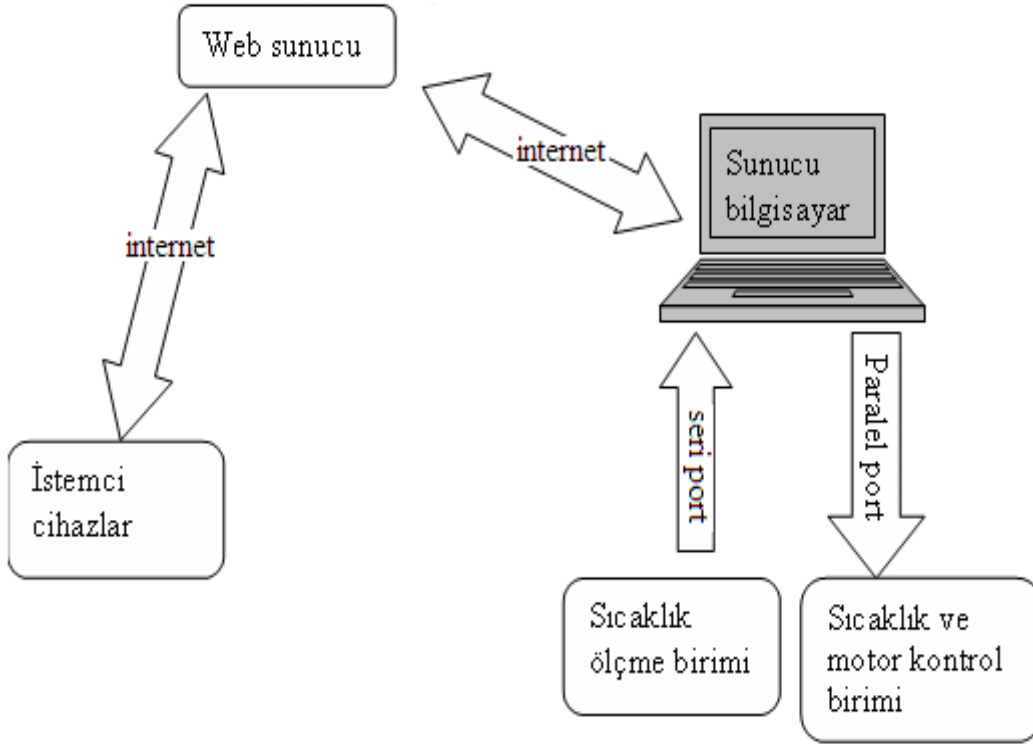 Web sunucu
internet
Sunucu
bilgisayar
internet
seri port
Paralel port
İstemci
cihazlar
Sıcaklık
ölçme birimi
Sıcaklık ve
motor kontrol
birimi